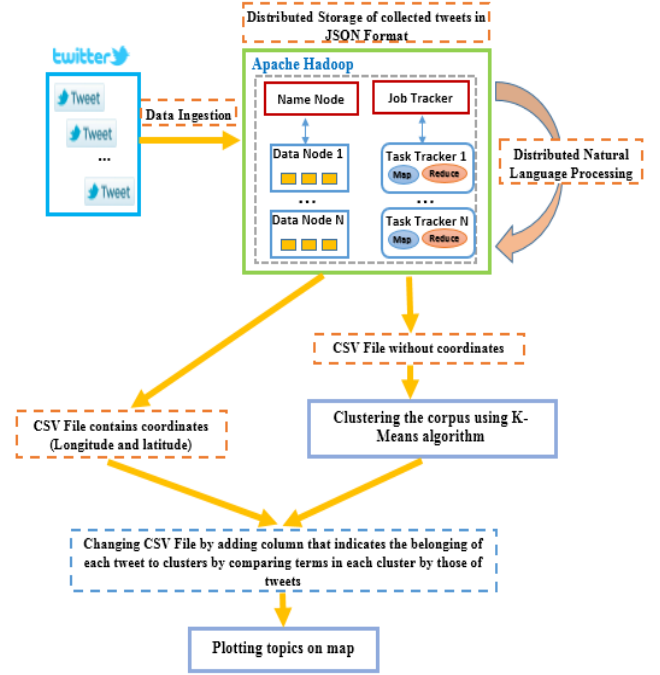 Distributed Storage of collected tweets in
JSON Format
twitter
Tweet
Tweet
...
Tweet
Data Ingestion
Apache Hadoop
Name Node
Job Tracker
Data Node 1
Task Tracker 1
Map
Reduce
...
...
Data Node N
Task Tracker N
Map
Reduce
Distributed Natural
Language Processing
CSV File without coordinates
CSV File contains coordinates
(Longitude and latitude)
Clustering the corpus using K-
Means algorithm
Changing CSV File by adding column that indicates the belonging of
each tweet to clusters by comparing terms in each cluster by those of
tweets
Plotting topics on map